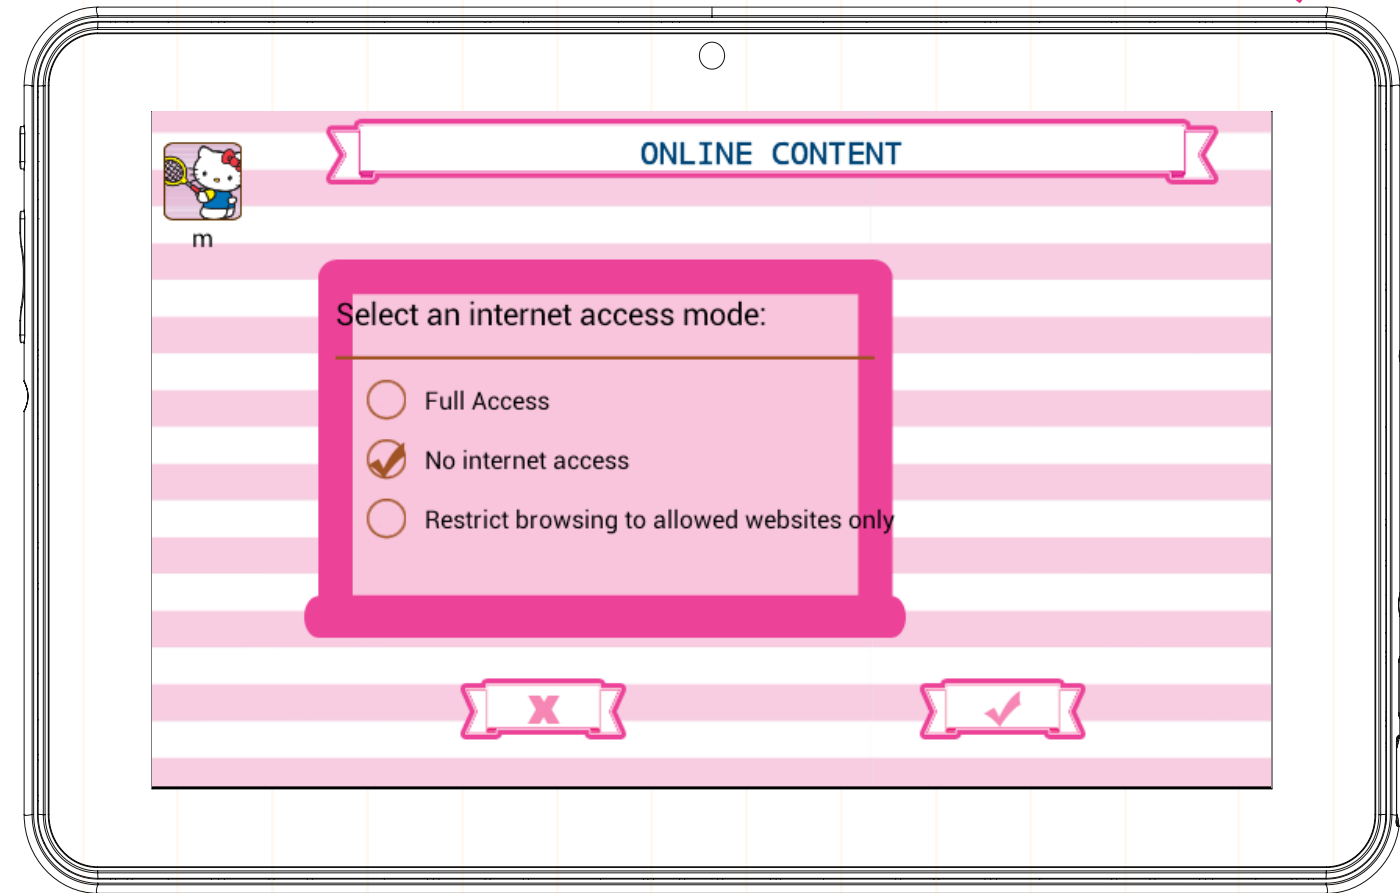 ONLINE CONTENT
m
Select an internet access mode:
Full Access
No internet access
Restrict browsing to allowed websites only
X